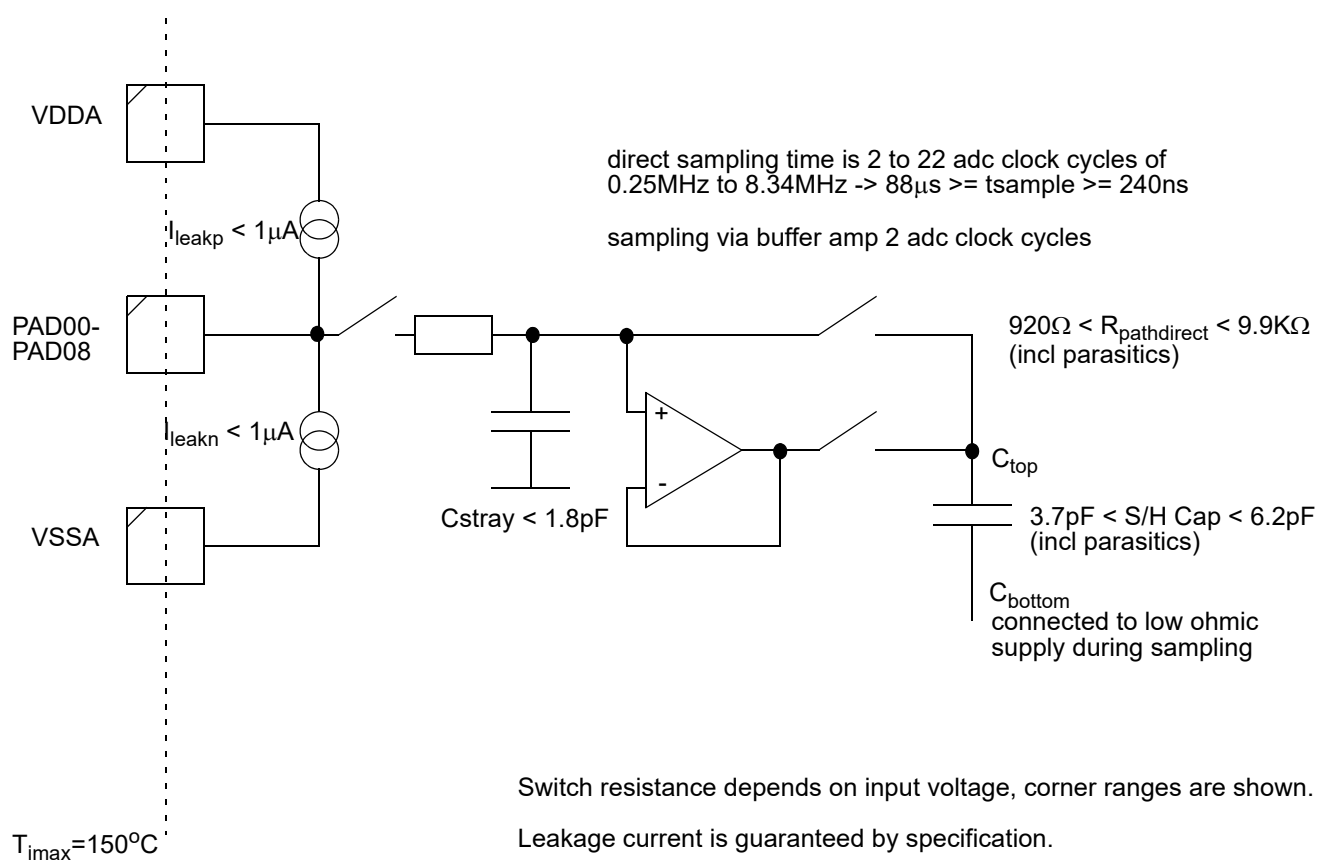 VDDA
direct sampling time is 2 to 22 adc clock cycles of
0.25MHz to 8.34MHz -> 88μs >= tsample >= 240ns
Ileakp < 1μA
sampling via buffer amp 2 adc clock cycles
PAD00-
PAD08
920Ω < Rpathdirect < 9.9KΩ
(incl parasitics)
+
Ileakn < 1μA
-
Ctop
VSSA
Cstray < 1.8pF
3.7pF < S/H Cap < 6.2pF
(incl parasitics)
Cbottom
connected to low ohmic
supply during sampling
Switch resistance depends on input voltage, corner ranges are shown.
Leakage current is guaranteed by specification.
Timax=150°C